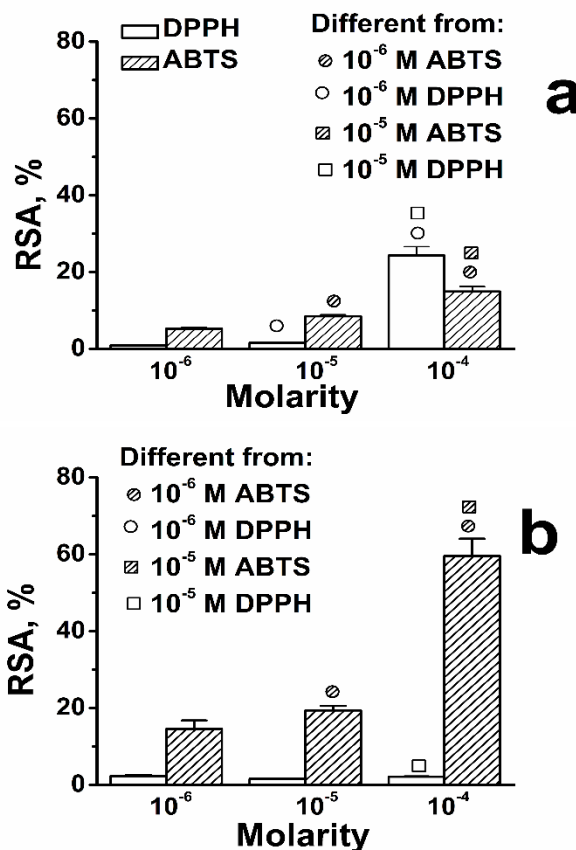 DPPH
ABTS
Different from:
10⁻⁶ M ABTS
10⁻⁶ M DPPH
10⁻⁵ M ABTS
10⁻⁵ M DPPH
a
80
60
40
20
0
RSA, %
10⁻⁶ 10⁻⁵ 10⁻⁴
Molarity
Different from:
10⁻⁶ M ABTS
10⁻⁶ M DPPH
10⁻⁵ M ABTS
10⁻⁵ M DPPH
b
80
60
40
20
0
RSA, %
10⁻⁶ 10⁻⁵ 10⁻⁴
Molarity